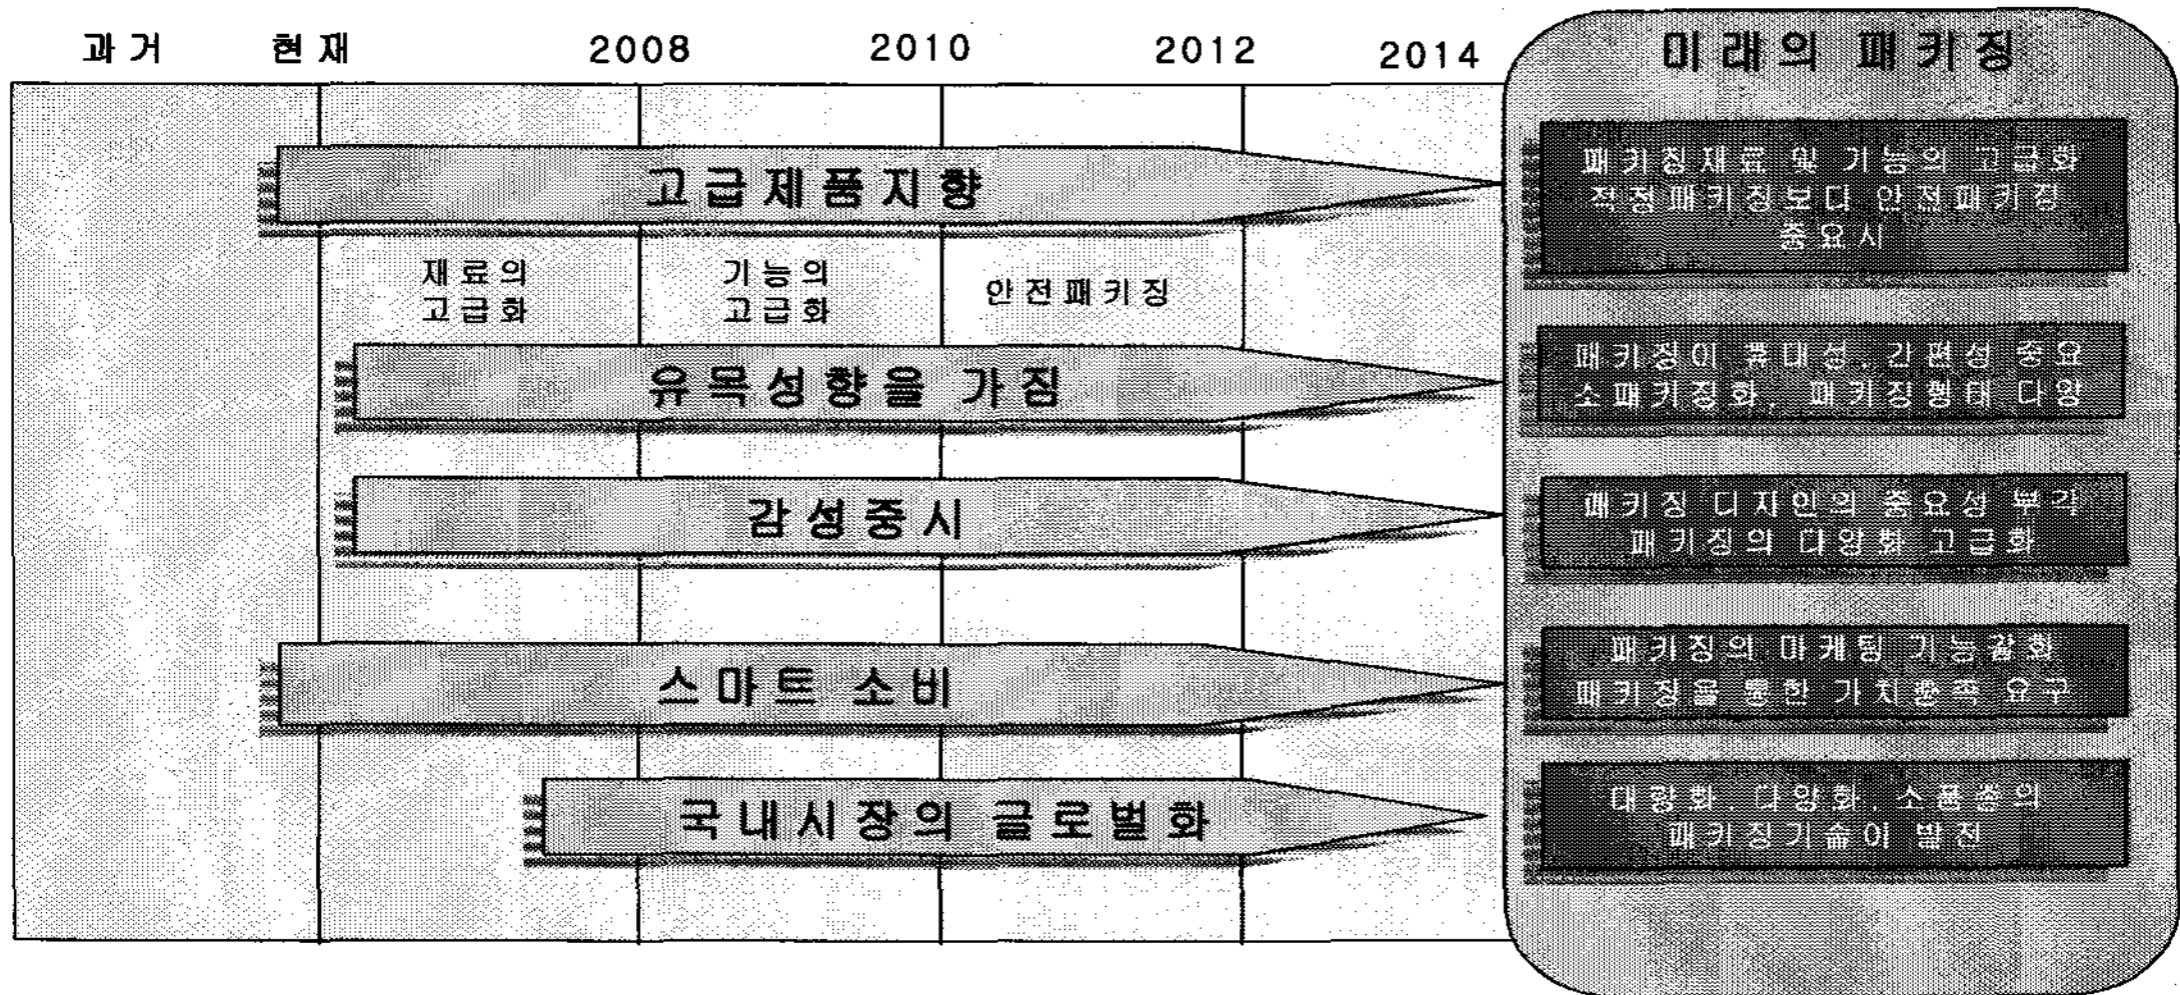 과거 현재 2008 2010 2012 2014
미래의 패키징
고급제품지향
재료의
고급화
기능의
고급화
안전패키징
유목성향을 가짐
감성중시
스마트 소비
국내시장의 글로벌화
패키징재료 및 기능의 고급화
적정패키징보다 안전패키징
중요시
패키징이 휴대성, 간편성 중요
소패키징화, 패키징형태 다양
패키징 디자인의 중요성 부각
패키징의 다양화 고급화
패키징의 마케팅 기능강화
패키징을 통한 가치충족 요구
대량화, 다양화, 소품종의
패키징기술이 발전